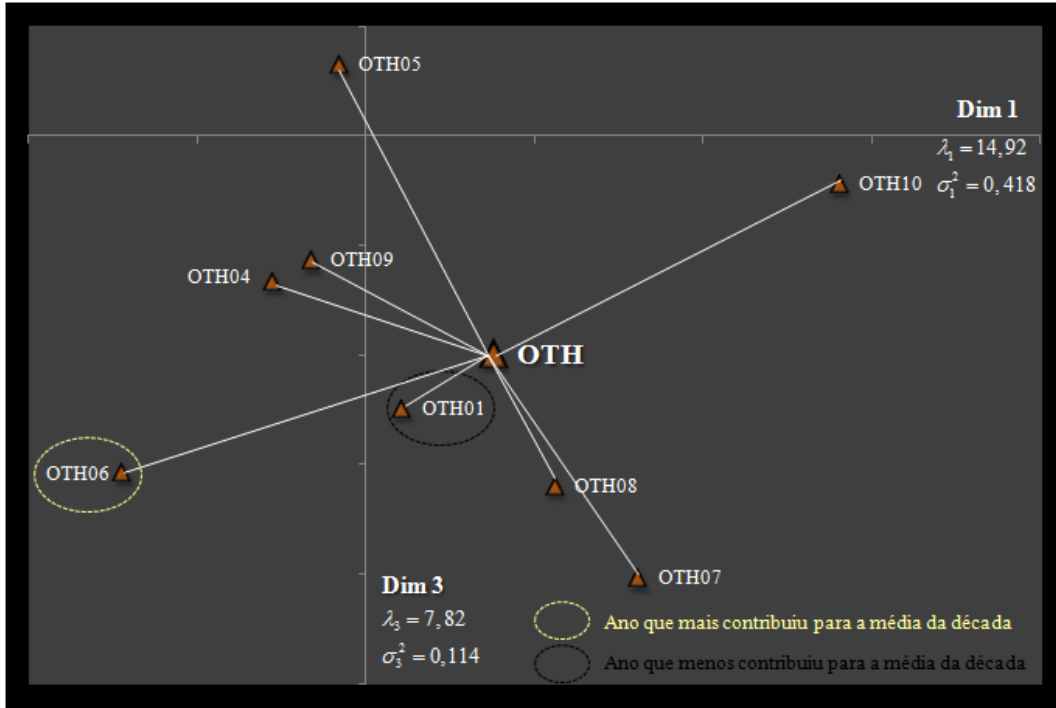 OTH05
Dim 1
λ₁ = 14,92
OTH10
σ₁² = 0,418
OTH09
OTH04
OTH
OTH01
OTH06
OTH08
OTH07
Dim 3
λ₃ = 7,82
σ₃² = 0,114
Ano que mais contribuiu para a média da década
Ano que menos contribuiu para a média da década